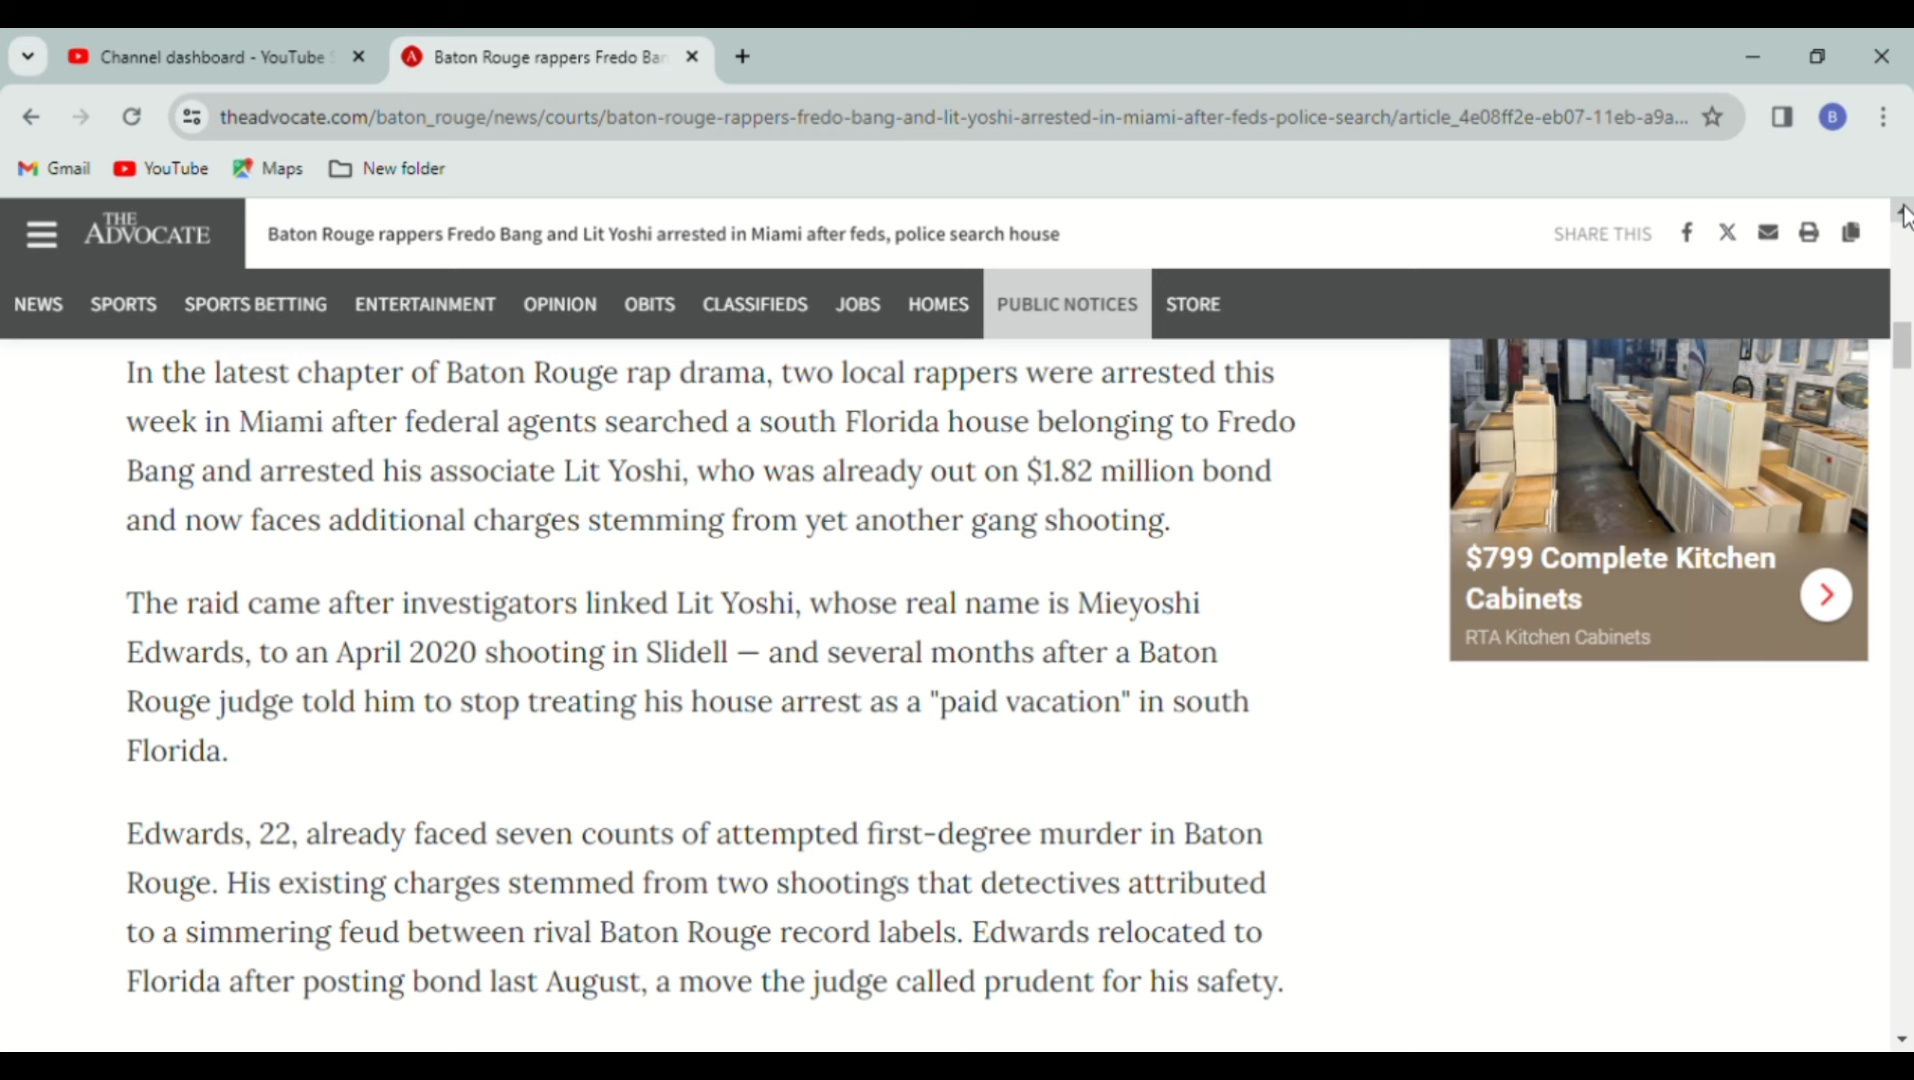 Channel dashboard - YouTube S
Baton Rouge rappers Fredo Ban
theadvocate.com/baton_rouge/news/courts/baton-rouge-rappers-fredo-bang-and-lit-yoshi-arrested-in-miami-after-feds-police-search/article_4e08ff2e-eb07-11eb-a9a...
B
Gmail
YouTube
Maps
New folder
THE
ADVOCATE
Baton Rouge rappers Fredo Bang and Lit Yoshi arrested in Miami after feds, police search house
SHARE THIS
NEWS SPORTS SPORTS BETTING ENTERTAINMENT OPINION OBITS CLASSIFIEDS JOBS HOMES PUBLIC NOTICES STORE
In the latest chapter of Baton Rouge rap drama, two local rappers were arrested this
week in Miami after federal agents searched a south Florida house belonging to Fredo
Bang and arrested his associate Lit Yoshi, who was already out on $1.82 million bond
and now faces additional charges stemming from yet another gang shooting.
The raid came after investigators linked Lit Yoshi, whose real name is Mieyoshi
Edwards, to an April 2020 shooting in Slidell — and several months after a Baton
Rouge judge told him to stop treating his house arrest as a "paid vacation" in south
Florida.
Edwards, 22, already faced seven counts of attempted first-degree murder in Baton
Rouge. His existing charges stemmed from two shootings that detectives attributed
to a simmering feud between rival Baton Rouge record labels. Edwards relocated to
Florida after posting bond last August, a move the judge called prudent for his safety.
$799 Complete Kitchen
Cabinets
RTA Kitchen Cabinets